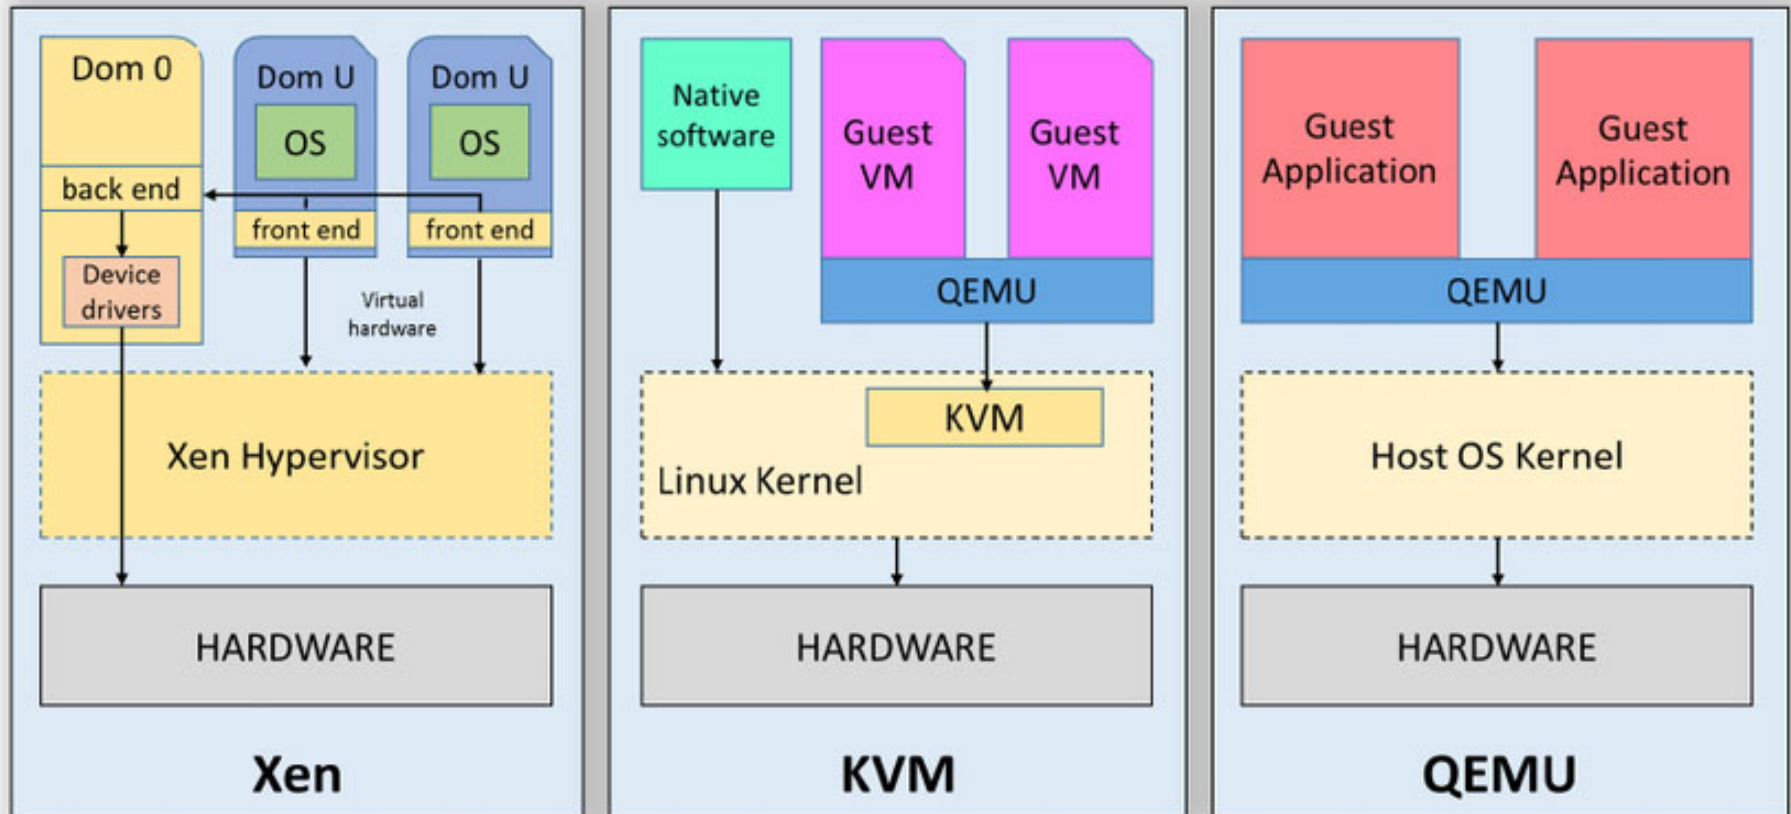 Dom 0
back end
Device
drivers
Dom U
OS
front end
Dom U
OS
front end
Virtual
hardware
Xen Hypervisor
HARDWARE
Xen
Native
software
Guest
VM
Guest
VM
QEMU
KVM
Linux Kernel
HARDWARE
KVM
Guest
Application
Guest
Application
QEMU
Host OS Kernel
HARDWARE
QEMU